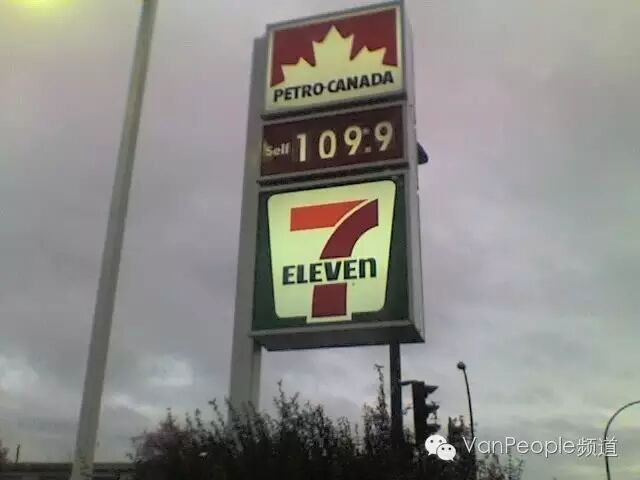 PETRO-CANADA
Self 109.9
7
ELEVEn
VanPeople频道